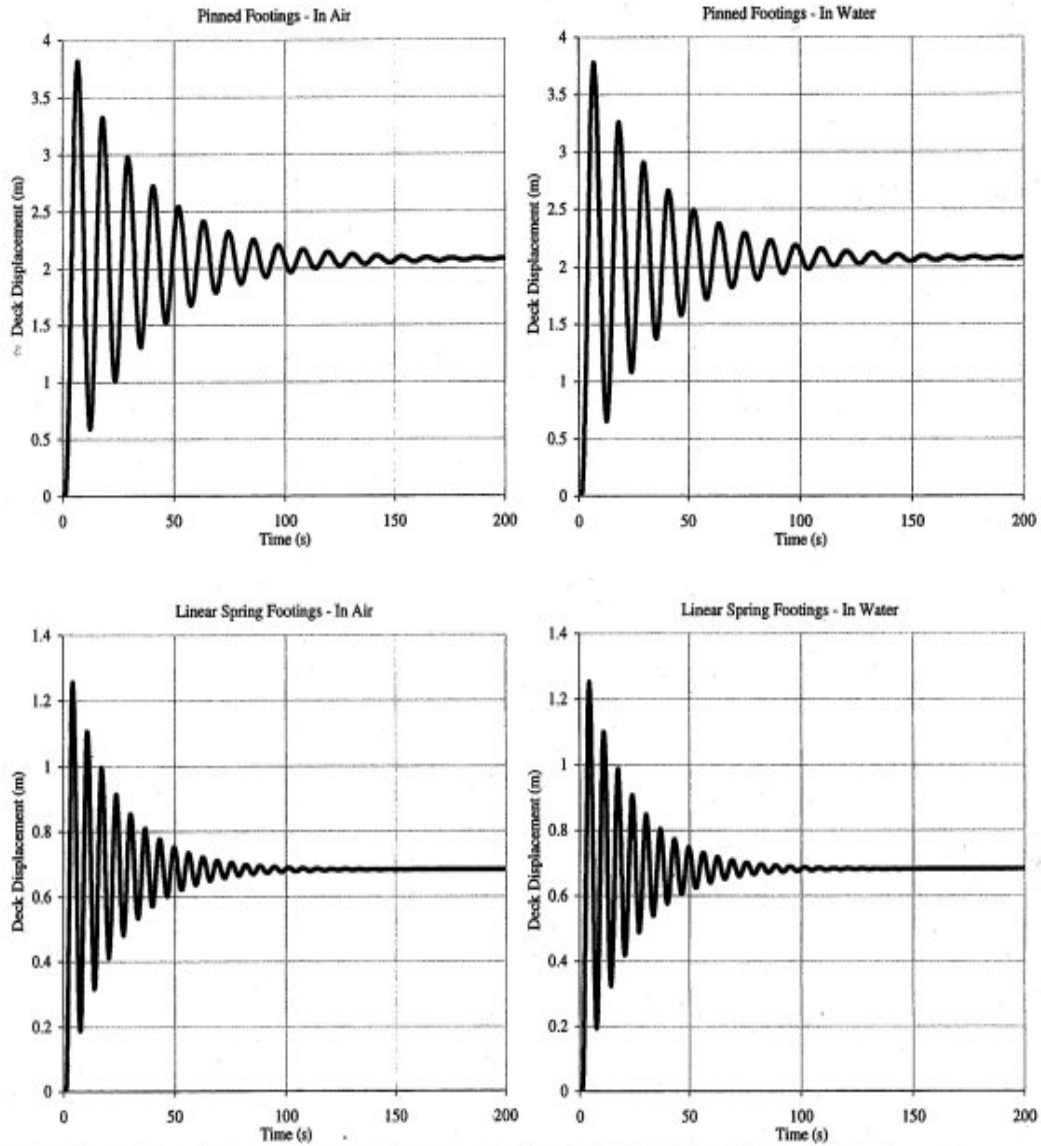 Pinned Footings - In Air
4
3.5
3
2.5
2
1.5
1
0.5
0
Deck Displacement (m)
0 50 100 150 200
Time (s)
Pinned Footings - In Water
4
3.5
3
2.5
2
1.5
1
0.5
0
Deck Displacement (m)
0 50 100 150 200
Time (s)
Linear Spring Footings - In Air
1.4
1.2
1
0.8
0.6
0.4
0.2
0
Deck Displacement (m)
0 50 100 150 200
Time (s)
Linear Spring Footings - In Water
1.4
1.2
1
0.8
0.6
0.4
0.2
0
Deck Displacement (m)
0 50 100 150 200
Time (s)